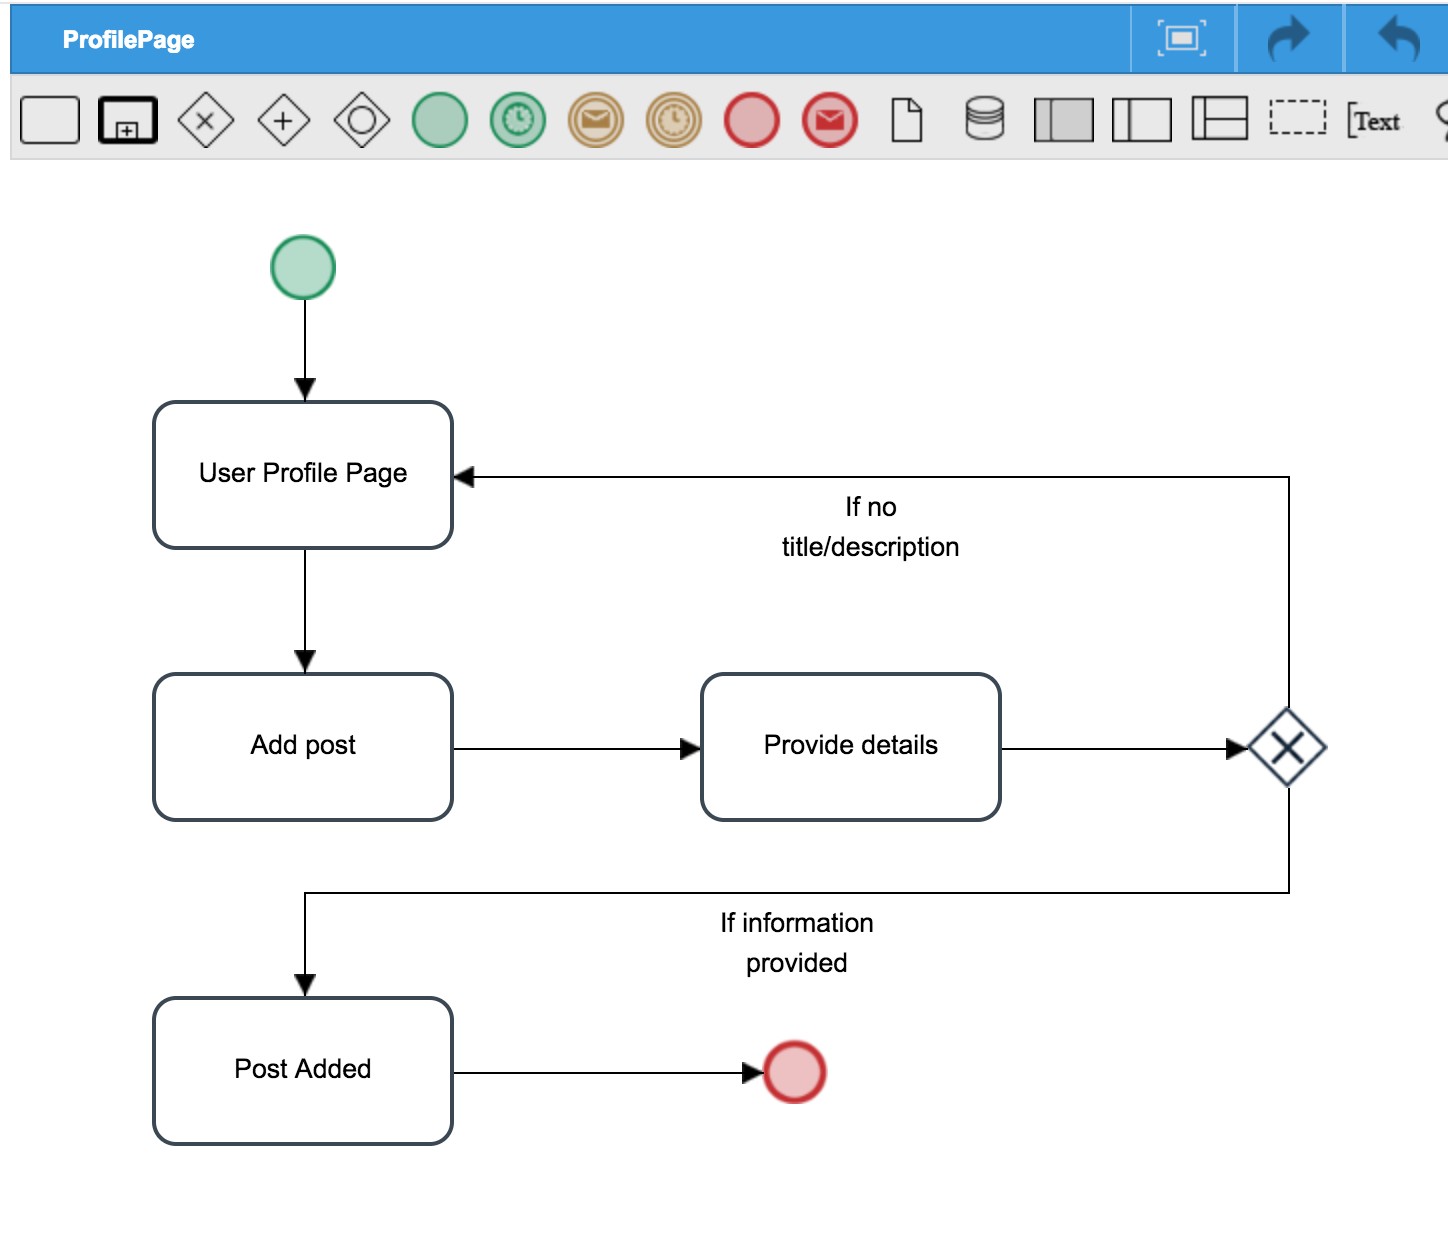 ProfilePage
Text
User Profile Page
If no
title/description
Add post
Provide details
If information
provided
Post Added